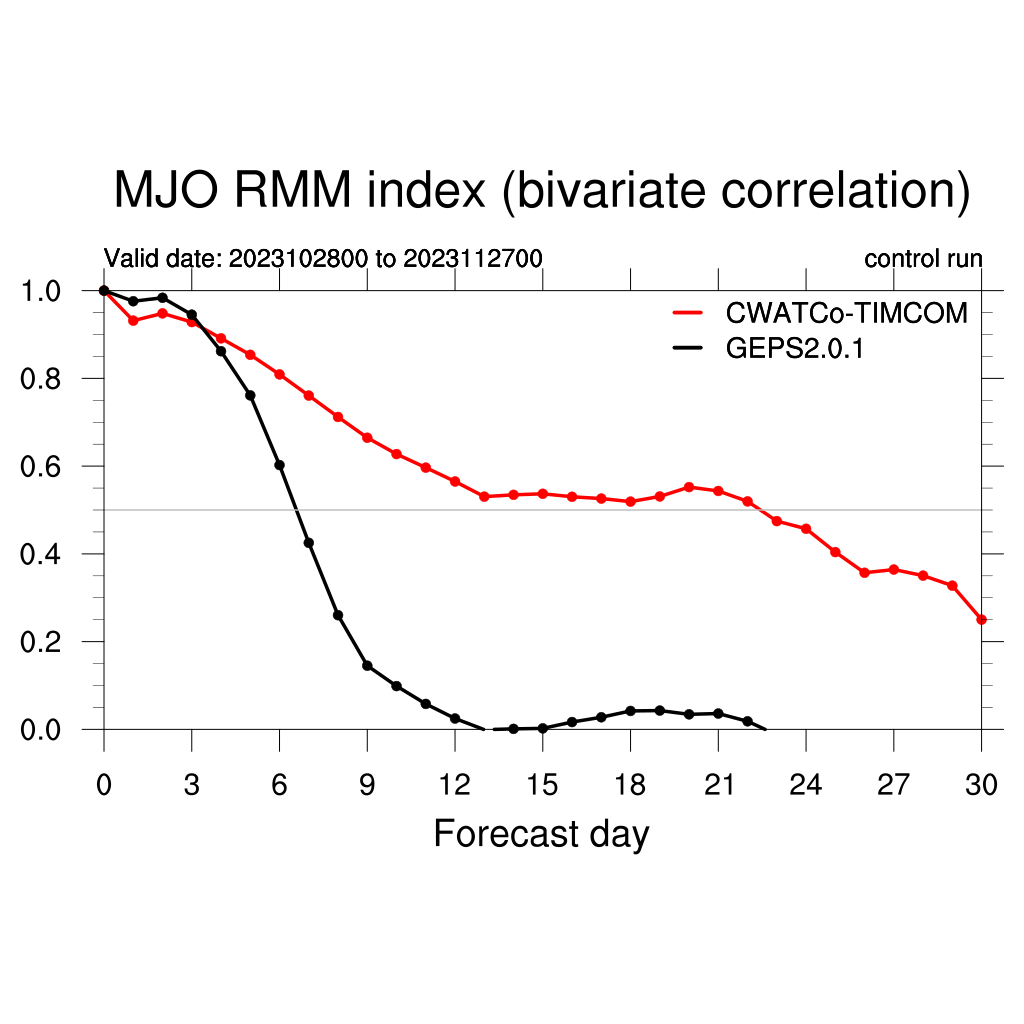 MJO RMM index (bivariate correlation)
Valid date: 2023102800 to 2023112700 control run
1.0
CWATCo-TIMCOM
GEPS2.0.1
0.8
0.6
0.4
0.2
0.0
0 3 6 9 12 15 18 21 24 27 30
Forecast day